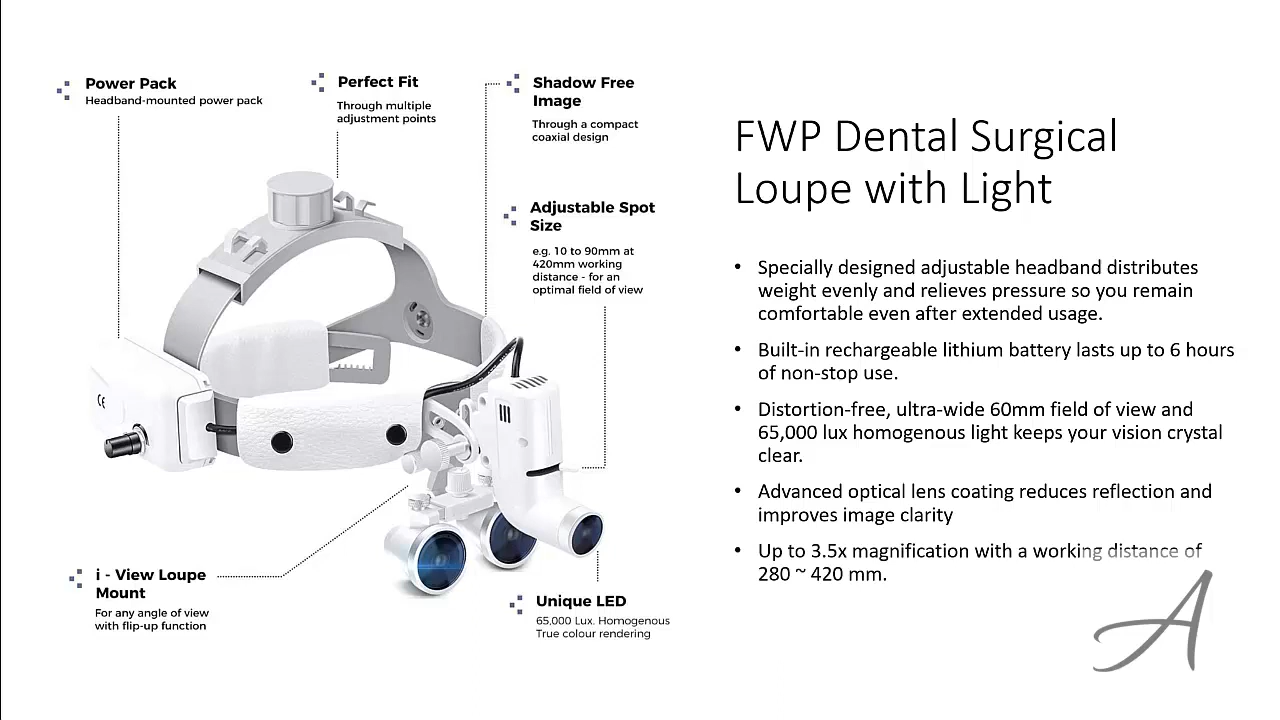 Power Pack
Headband-mounted power pack
Perfect Fit
Through multiple
adjustment points
Shadow Free
Image
Through a compact
coaxial design
Adjustable Spot
Size
e.g. 10 to 90mm at
420mm working
distance - for an
optimal field of view
CE
i - View Loupe
Mount
For any angle of view
with flip-up function
Unique LED
65,000 Lux. Homogenous
True colour rendering
FWP Dental Surgical
Loupe with Light
• Specially designed adjustable headband distributes
weight evenly and relieves pressure so you remain
comfortable even after extended usage.
• Built-in rechargeable lithium battery lasts up to 6 hours
of non-stop use.
• Distortion-free, ultra-wide 60mm field of view and
65,000 lux homogenous light keeps your vision crystal
clear.
• Advanced optical lens coating reduces reflection and
improves image clarity
• Up to 3.5x magnification with a working distance of
280 ~ 420 mm.
A